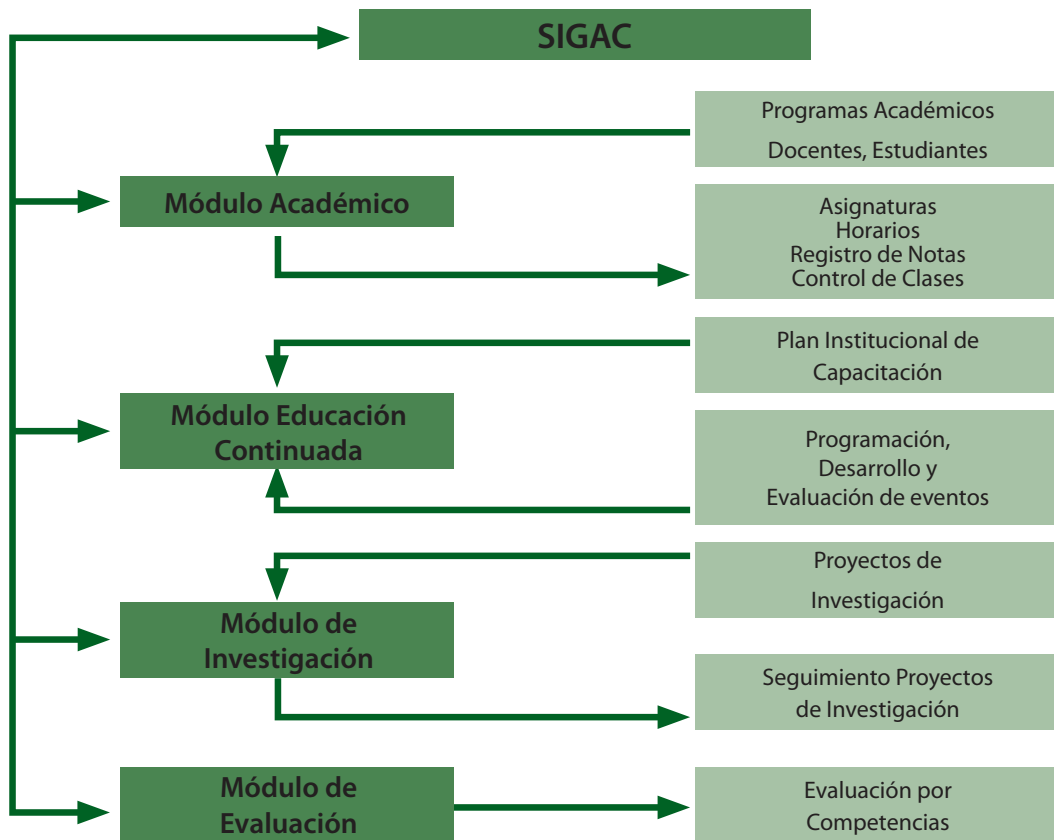 SIGAC
Programas Académicos
Docentes, Estudiantes
Módulo Académico
Asignaturas
Horarios
Registro de Notas
Control de Clases
Plan Institucional de
Capacitación
Módulo Educación
Continuada
Programación,
Desarrollo y
Evaluación de eventos
Proyectos de
Investigación
Módulo de
Investigación
Seguimiento Proyectos
de Investigación
Módulo de
Evaluación
Evaluación por
Competencias